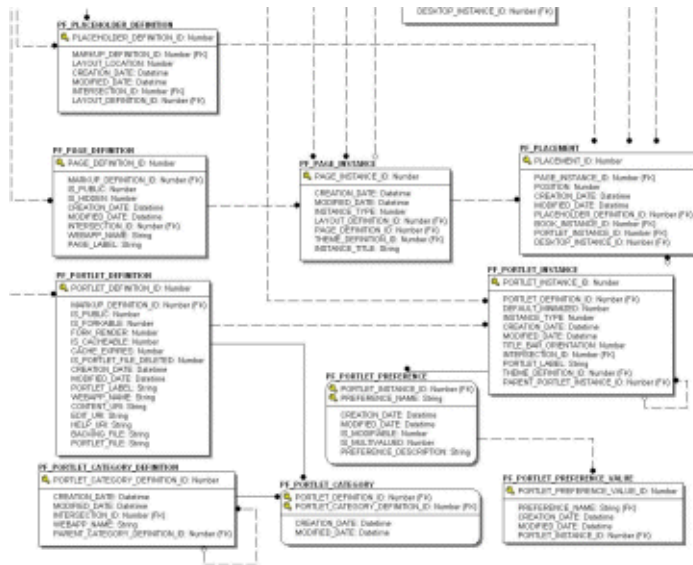 DESKTOP_INSTANCE_ID: Number (FK)
PF_PLACEHOLDER_DEFINITION
PLACEHOLDER_DEFINITION_ID: Number
MARKUP_DEFINITION_ID: Number (FK)
LAYOUT_LOCATION: Number
CREATION_DATE: Datetime
MODIFIED_DATE: Datetime
INTERSECTION_ID: Number (FK)
LAYOUT_DEFINITION_ID: Number (FK)
PF_PAGE_DEFINITION
PAGE_DEFINITION_ID: Number
MARKUP_DEFINITION_ID: Number (FK)
IS_PUBLIC: Number
IS_HIDDEN: Number
CREATION_DATE: Datetime
MODIFIED_DATE: Datetime
INTERSECTION_ID: Number (FK)
WEBAPP_NAME: String
PAGE_LABEL: String
PF_PAGE_INSTANCE
PAGE_INSTANCE_ID: Number
CREATION_DATE: Datetime
MODIFIED_DATE: Datetime
INSTANCE_TYPE: Number
LAYOUT_DEFINITION_ID: Number (FK)
PAGE_DEFINITION_ID: Number (FK)
THEME_DEFINITION_ID: Number (FK)
INSTANCE_TITLE: String
PF_PLACEMENT
PLACEMENT_ID: Number
PAGE_INSTANCE_ID: Number (FK)
POSITION: Number
CREATION_DATE: Datetime
MODIFIED_DATE: Datetime
PLACEHOLDER_DEFINITION_ID: Number (FK)
BOOK_INSTANCE_ID: Number (FK)
PORTLET_INSTANCE_ID: Number (FK)
DESKTOP_INSTANCE_ID: Number (FK)
PF_PORTLET_DEFINITION
PORTLET_DEFINITION_ID: Number
MARKUP_DEFINITION_ID: Number (FK)
IS_PUBLIC: Number
IS_FORKABLE: Number
FORK_RENDER: Number
IS_CACHEABLE: Number
CACHE_EXPIRES: Number
IS_PORTLET_FILE_DELETED: Number
CREATION_DATE: Datetime
MODIFIED_DATE: Datetime
PORTLET_LABEL: String
WEBAPP_NAME: String
CONTENT_URI: String
EDIT_URI: String
HELP_URI: String
BACKING_FILE: String
PORTLET_FILE: String
PF_PORTLET_INSTANCE
PORTLET_INSTANCE_ID: Number
PORTLET_DEFINITION_ID: Number (FK)
DEFAULT_MINIMIZED: Number
INSTANCE_TYPE: Number
CREATION_DATE: Datetime
MODIFIED_DATE: Datetime
TITLE_BAR_ORIENTATION: Number
INTERSECTION_ID: Number (FK)
PORTLET_LABEL: String
THEME_DEFINITION_ID: Number (FK)
PARENT_PORTLET_INSTANCE_ID: Number (FK)
PF_PORTLET_PREFERENCE
PORTLET_INSTANCE_ID: Number (FK)
PREFERENCE_NAME: String
CREATION_DATE: Datetime
MODIFIED_DATE: Datetime
IS_MODIFIABLE: Number
IS_MULTIVALUED: Number
PREFERENCE_DESCRIPTION: String
PF_PORTLET_CATEGORY_DEFINITION
PORTLET_CATEGORY_DEFINITION_ID: Number
CREATION_DATE: Datetime
MODIFIED_DATE: Datetime
INTERSECTION_ID: Number (FK)
WEBAPP_NAME: String
PARENT_CATEGORY_DEFINITION_ID: Number (FK)
PF_PORTLET_CATEGORY
PORTLET_DEFINITION_ID: Number (FK)
PORTLET_CATEGORY_DEFINITION_ID: Number (FK)
CREATION_DATE: Datetime
MODIFIED_DATE: Datetime
PF_PORTLET_PREFERENCE_VALUE
PORTLET_PREFERENCE_VALUE_ID: Number
PREFERENCE_NAME: String (FK)
CREATION_DATE: Datetime
MODIFIED_DATE: Datetime
PORTLET_INSTANCE_ID: Number (FK)